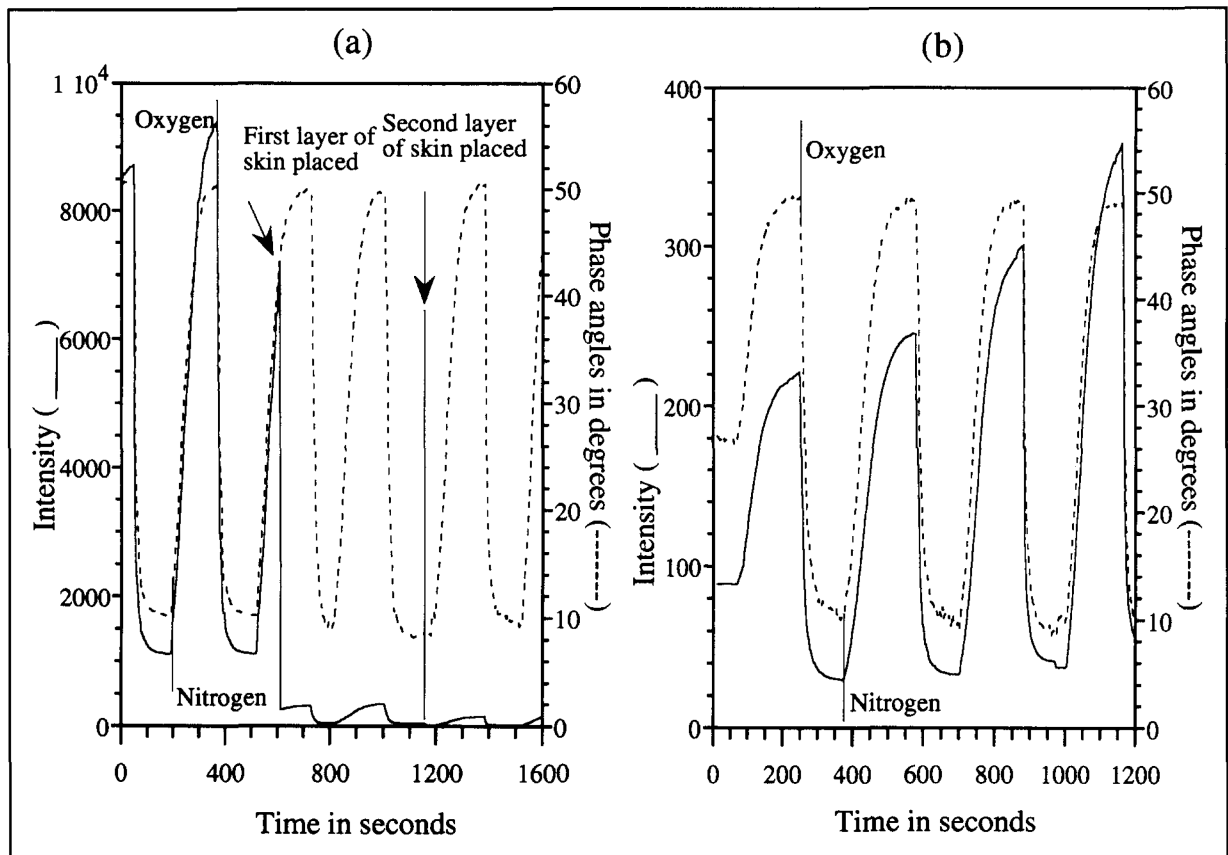 (a)
1 10⁴
8000
6000
4000
2000
0
Intensity ( ____ )
60
50
40
30
20
10
0
Phase angles in degrees (------)
Oxygen
First layer of
skin placed
Second layer
of skin placed
Nitrogen
0 400 800 1200 1600
Time in seconds
(b)
400
300
200
100
0
Intensity ( ____ )
60
50
40
30
20
10
0
Phase angles in degrees (------)
Oxygen
Nitrogen
0 200 400 600 800 1000 1200
Time in seconds